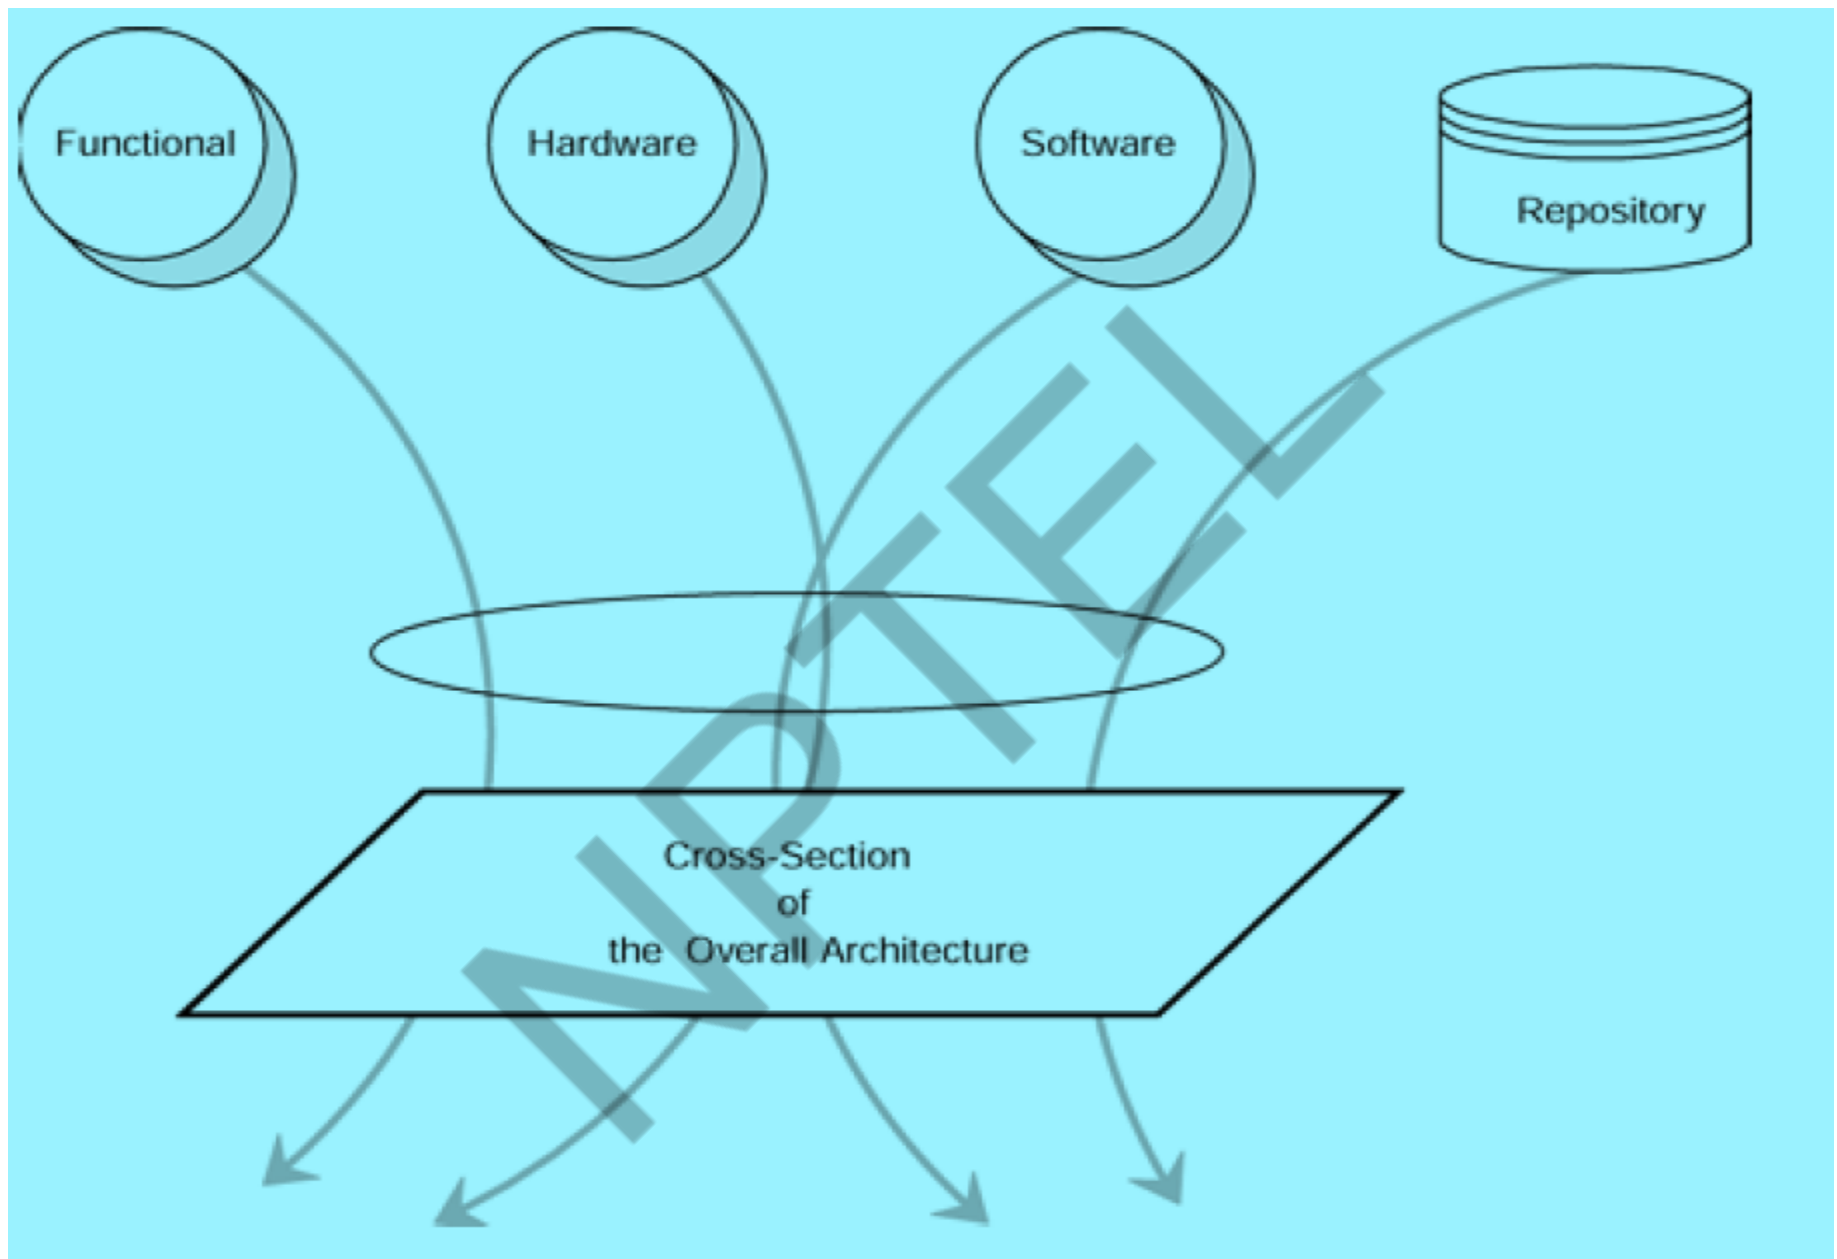 Functional
Hardware
Software
Repository
NPTEL
Cross-Section
of
the Overall Architecture